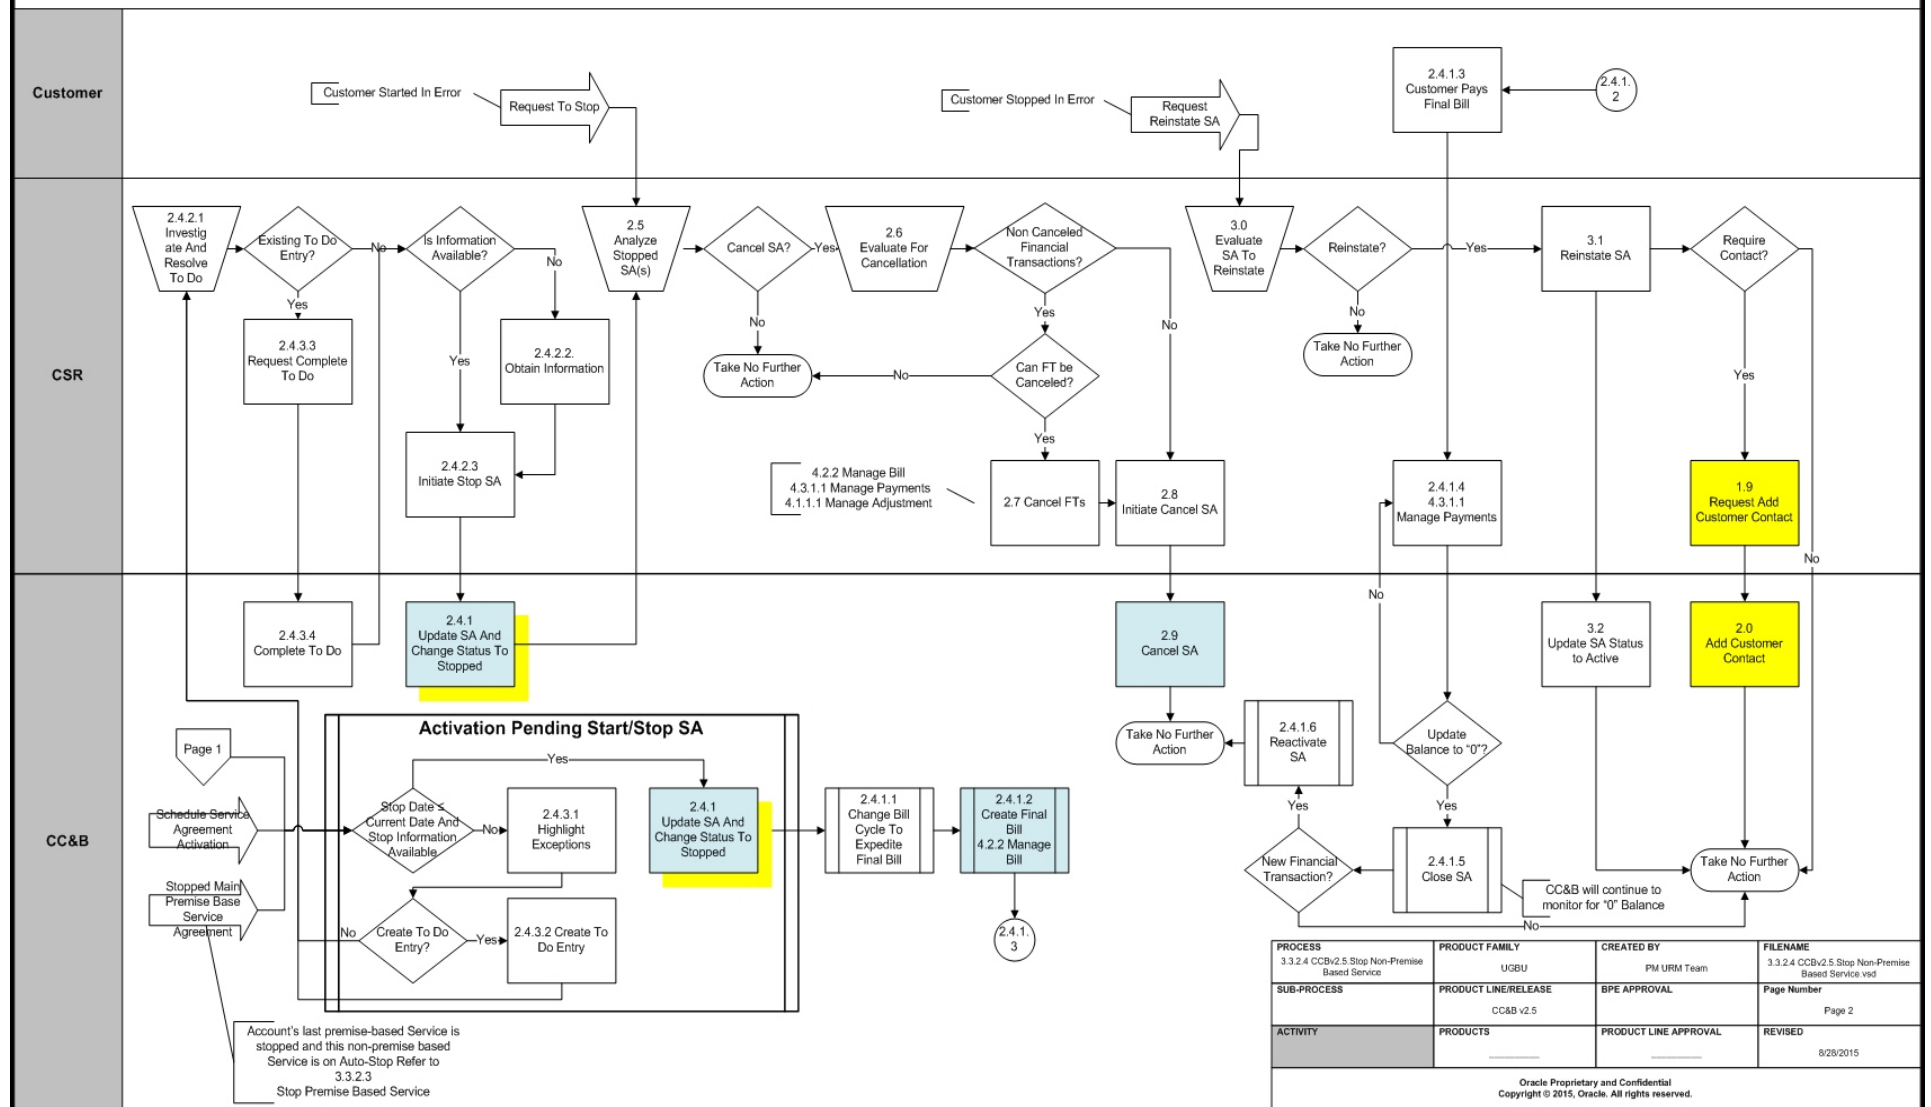 Customer
Customer Started In Error
Request To Stop
Customer Stopped In Error
Request
Reinstate SA
2.4.1.3
Customer Pays
Final Bill
2.4.1.
2
CSR
2.4.2.1
Investig
ate And
Resolve
To Do
Existing To Do
Entry?
No
Yes
2.4.3.3
Request Complete
To Do
Is Information
Available?
No
Yes
2.4.2.2.
Obtain Information
2.4.2.3
Initiate Stop SA
2.5
Analyze
Stopped
SA(s)
Cancel SA?
Yes
No
Take No Further
Action
2.6
Evaluate For
Cancellation
Non Canceled
Financial
Transactions?
Yes
No
Can FT be
Canceled?
No
Yes
4.2.2 Manage Bill
4.3.1.1 Manage Payments
4.1.1.1 Manage Adjustment
2.7 Cancel FTs
2.8
Initiate Cancel SA
3.0
Evaluate
SA To
Reinstate
Reinstate?
Yes
No
Take No Further
Action
2.4.1.4
4.3.1.1
Manage Payments
3.1
Reinstate SA
Require
Contact?
Yes
No
1.9
Request Add
Customer Contact
CC&B
2.4.3.4
Complete To Do
2.4.1
Update SA And
Change Status To
Stopped
2.9
Cancel SA
Take No Further
Action
No
3.2
Update SA Status
to Active
2.0
Add Customer
Contact
Activation Pending Start/Stop SA
Page 1
Schedule Service
Agreement
Activation
Stopped Main
Premise Base
Service
Agreement
Stop Date ≤
Current Date And
Stop Information
Available
Yes
No
2.4.3.1
Highlight
Exceptions
2.4.1
Update SA And
Change Status To
Stopped
Create To Do
Entry?
No
Yes
2.4.3.2 Create To
Do Entry
2.4.1.1
Change Bill
Cycle To
Expedite
Final Bill
2.4.1.2
Create Final
Bill
4.2.2 Manage
Bill
2.4.1.
3
2.4.1.6
Reactivate
SA
Update
Balance to “0”?
Yes
Yes
New Financial
Transaction?
No
2.4.1.5
Close SA
CC&B will continue to
monitor for “0” Balance
Take No Further
Action
Account’s last premise-based Service is
stopped and this non-premise based
Service is on Auto-Stop Refer to
3.3.2.3
Stop Premise Based Service
PROCESS
3.3.2.4 CCBv2.5.Stop Non-Premise
Based Service
PRODUCT FAMILY
UGBU
CREATED BY
PM URM Team
FILENAME
3.3.2.4 CCBv2.5.Stop Non-Premise
Based Service.vsd
SUB-PROCESS
PRODUCT LINE/RELEASE
CC&B v2.5
BPE APPROVAL
Page Number
Page 2
ACTIVITY
PRODUCTS
PRODUCT LINE APPROVAL
REVISED
8/28/2015
Oracle Proprietary and Confidential
Copyright © 2015, Oracle. All rights reserved.